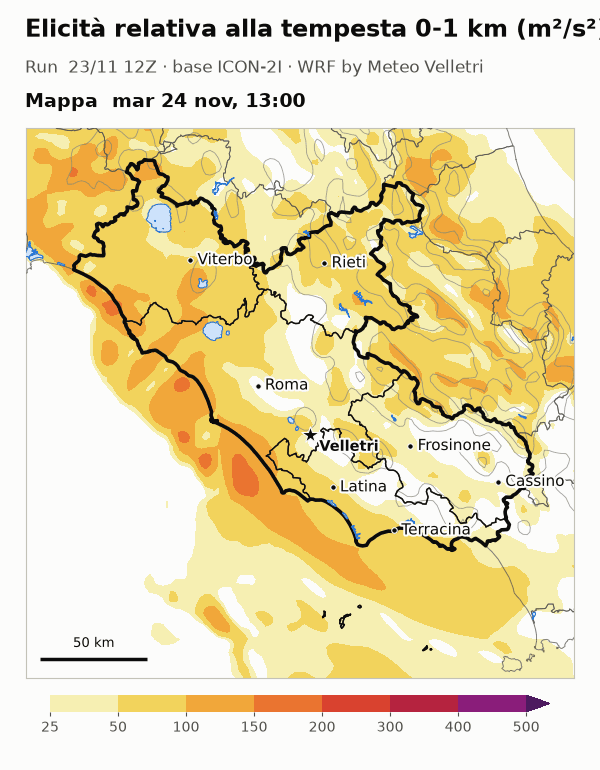 Elicità relativa alla tempesta 0-1 km (m²/s²)
Run 23/11 12Z · base ICON-2I · WRF by Meteo Velletri
Mappa mar 24 nov, 13:00
Viterbo
Rieti
Roma
Velletri
Frosinone
Cassino
Latina
Terracina
50 km
25 50 100 150 200 300 400 500